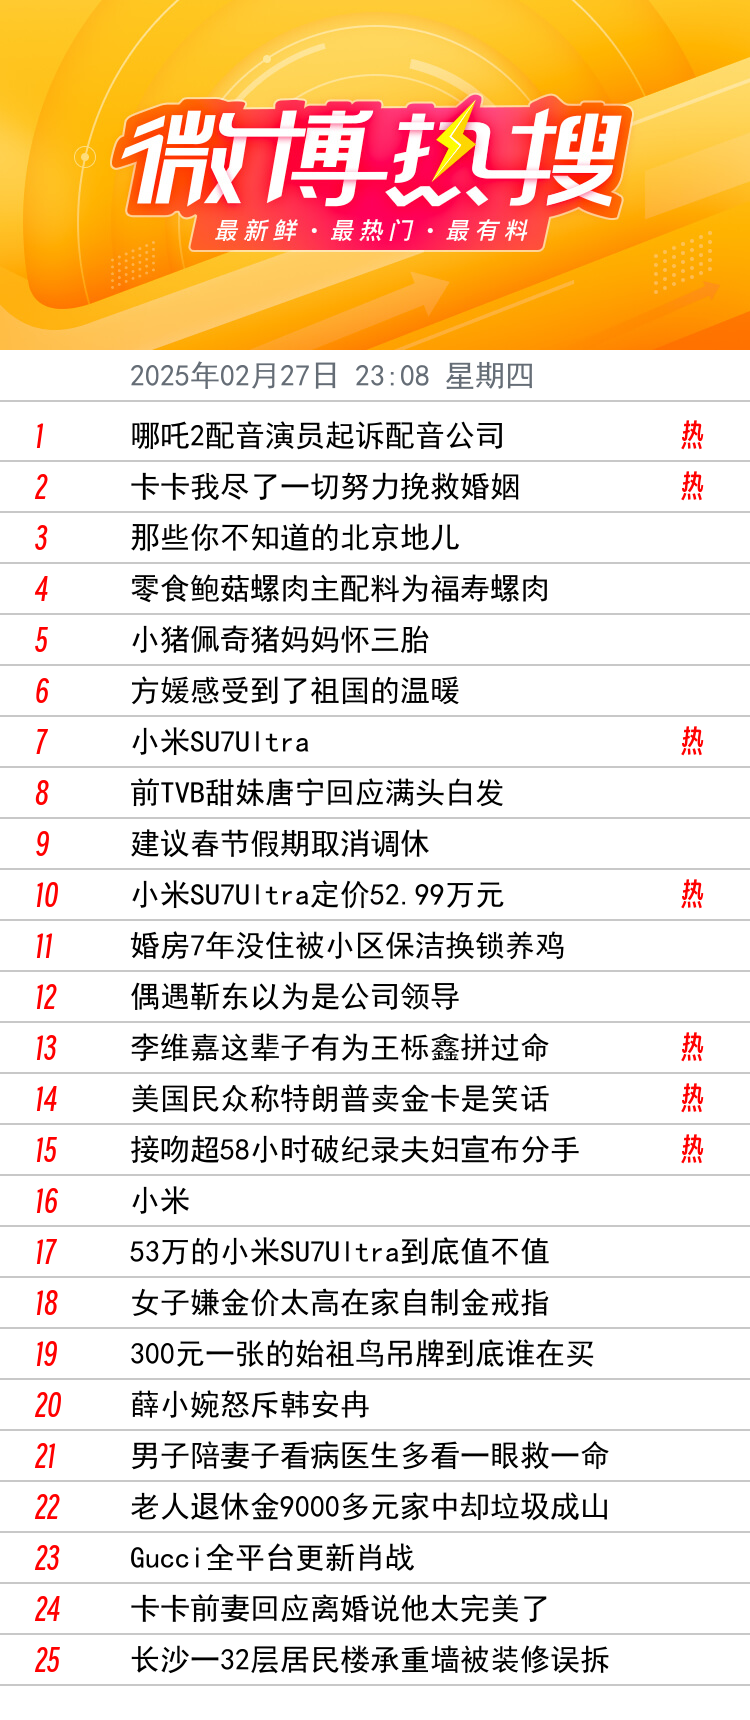 微博热搜
最新鲜·最热门·最有料
2025年02月27日 23:08 星期四
1 哪吒2配音演员起诉配音公司 热
2 卡卡我尽了一切努力挽救婚姻 热
3 那些你不知道的北京地儿
4 零食鲍菇螺肉主配料为福寿螺肉
5 小猪佩奇猪妈妈怀三胎
6 方媛感受到了祖国的温暖
7 小米SU7Ultra 热
8 前TVB甜妹唐宁回应满头白发
9 建议春节假期取消调休
10 小米SU7Ultra定价52.99万元 热
11 婚房7年没住被小区保洁换锁养鸡
12 偶遇靳东以为是公司领导
13 李维嘉这辈子有为王栎鑫拼过命 热
14 美国民众称特朗普卖金卡是笑话 热
15 接吻超58小时破纪录夫妇宣布分手 热
16 小米
17 53万的小米SU7Ultra到底值不值
18 女子嫌金价太高在家自制金戒指
19 300元一张的始祖鸟吊牌到底谁在买
20 薛小婉怒斥韩安冉
21 男子陪妻子看病医生多看一眼救一命
22 老人退休金9000多元家中却垃圾成山
23 Gucci全平台更新肖战
24 卡卡前妻回应离婚说他太完美了
25 长沙一32层居民楼承重墙被装修误拆